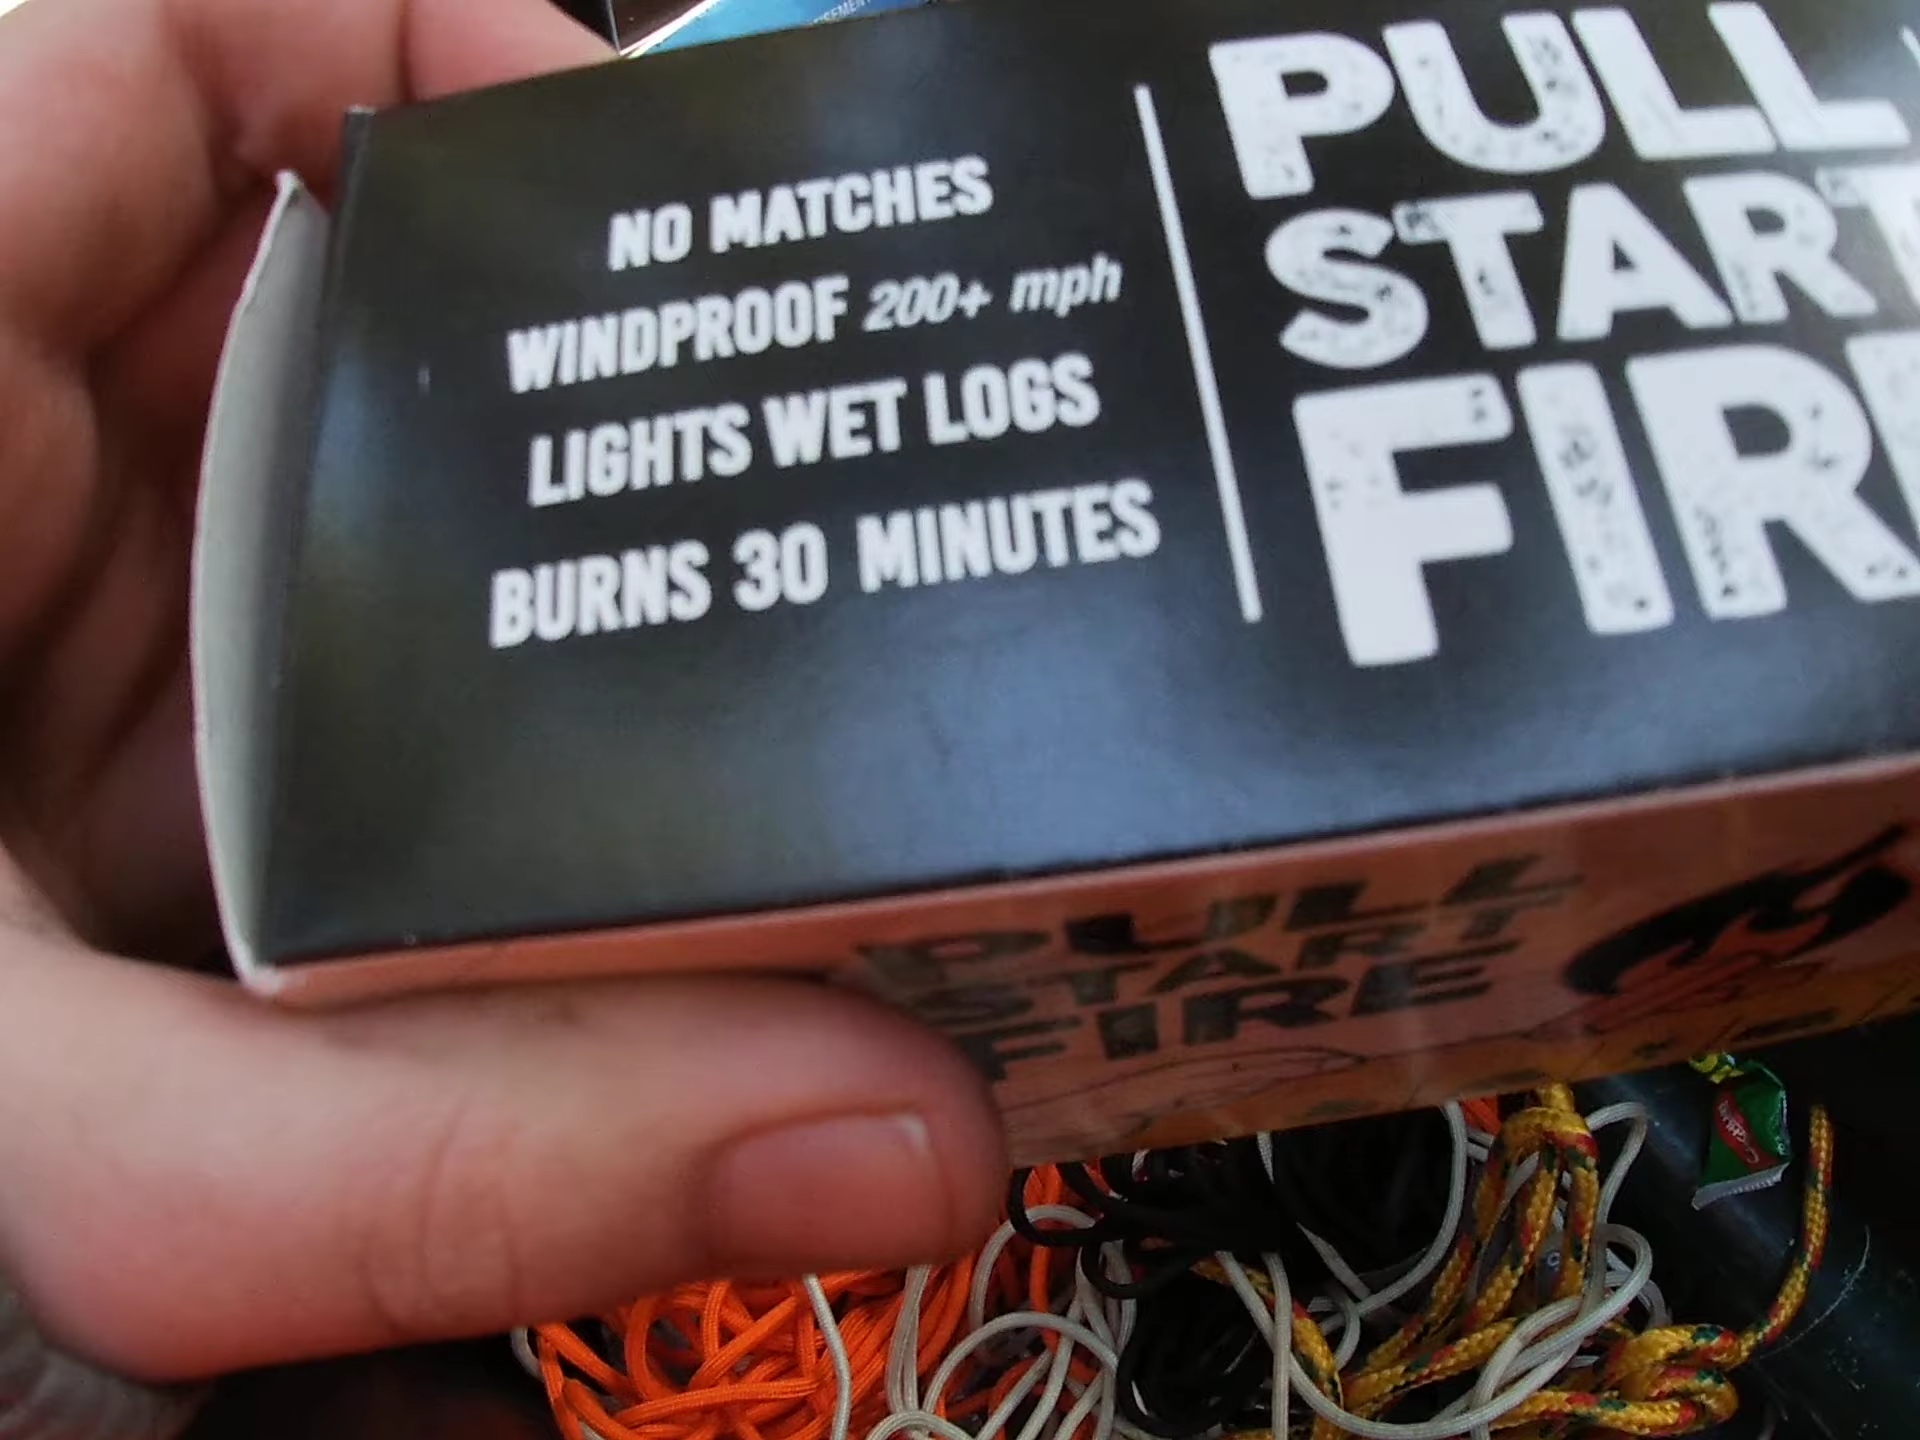 NO MATCHES
WINDPROOF 200+ mph
LIGHTS WET LOGS
BURNS 30 MINUTES
PULL
START
FIRE
PULL
START
FIRE